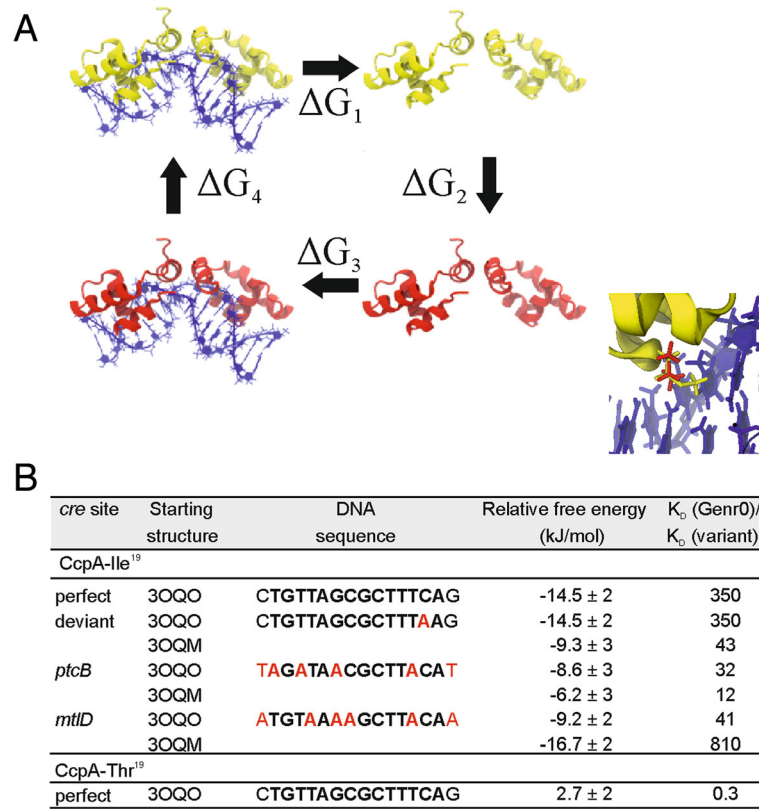 A
ΔG₁
ΔG₄
ΔG₂
ΔG₃
B
cre site Starting structure DNA sequence Relative free energy (kJ/mol) K_D (Genr0)/ K_D (variant)
CcpA-Ile¹⁹
perfect 3OQO CTGTTAGCGCTTTCAG -14.5 ± 2 350
deviant 3OQO CTGTTAGCGCTTTAAG -14.5 ± 2 350
3OQM -9.3 ± 3 43
ptcB 3OQO TAGATAACGCTTACAT -8.6 ± 3 32
3OQM -6.2 ± 3 12
mtlD 3OQO ATGTAAAAGCTTACAA -9.2 ± 2 41
3OQM -16.7 ± 2 810
CcpA-Thr¹⁹
perfect 3OQO CTGTTAGCGCTTTCAG 2.7 ± 2 0.3